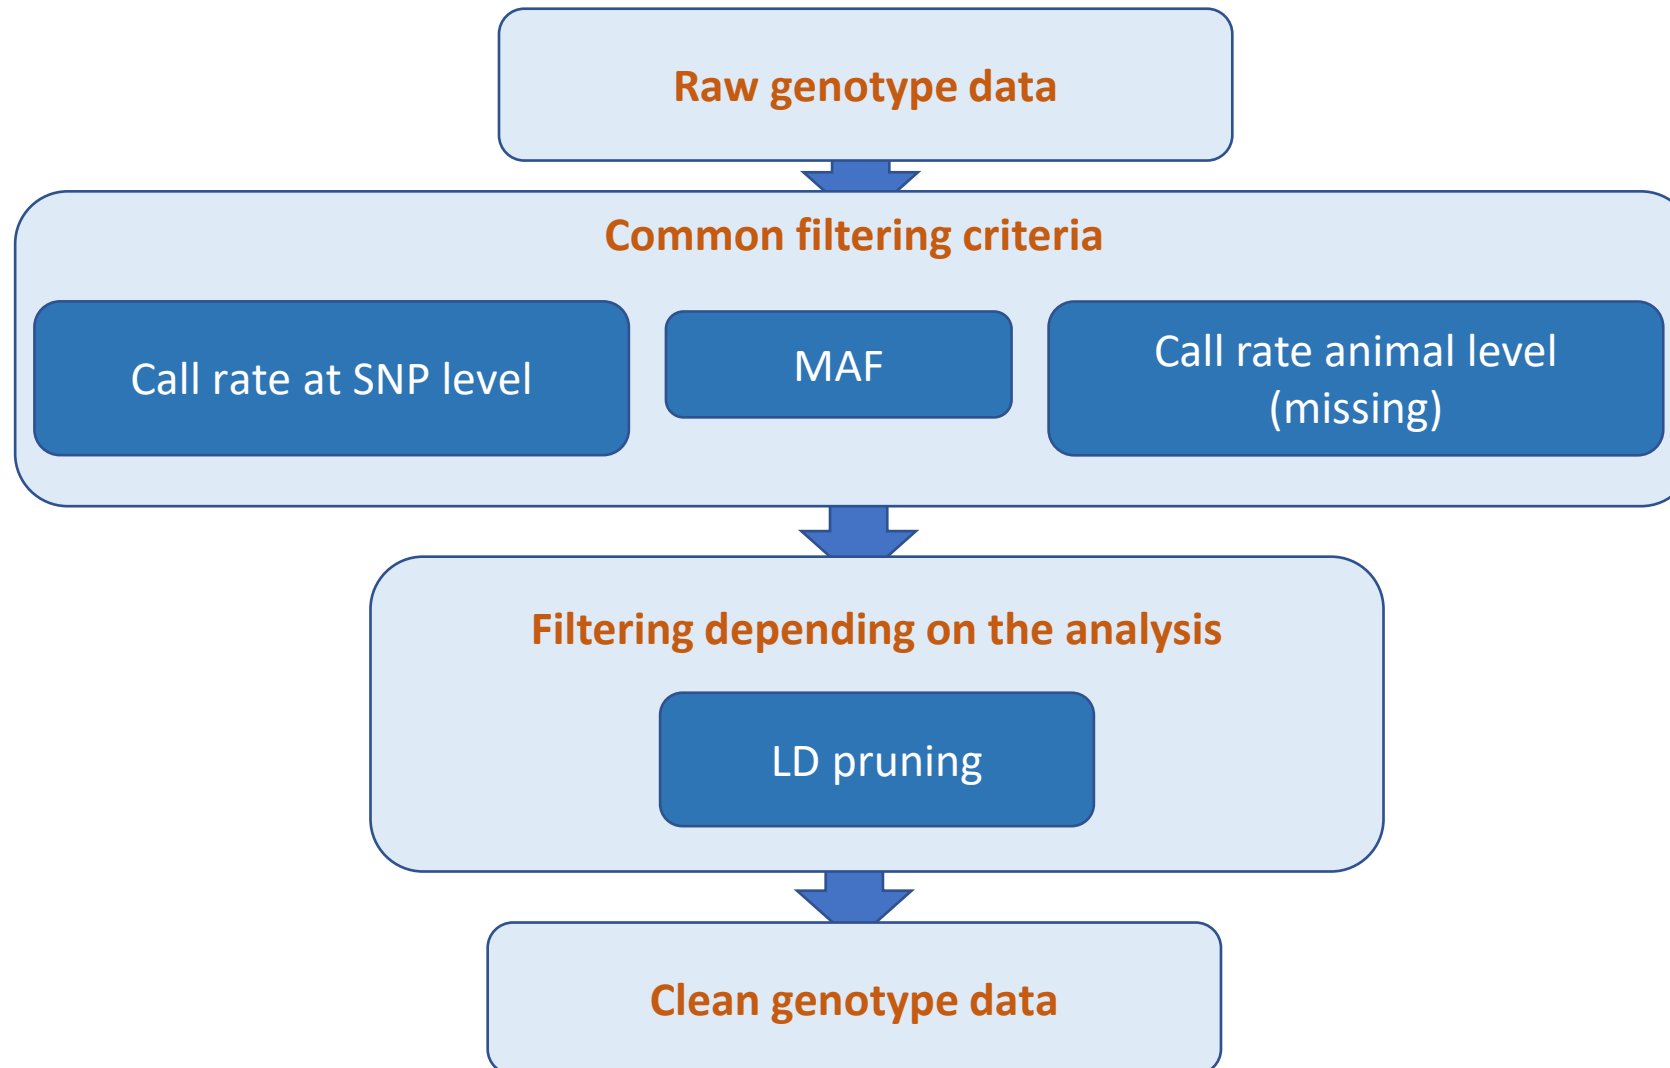 Raw genotype data
Common filtering criteria
Call rate at SNP level
MAF
Call rate animal level
(missing)
Filtering depending on the analysis
LD pruning
Clean genotype data